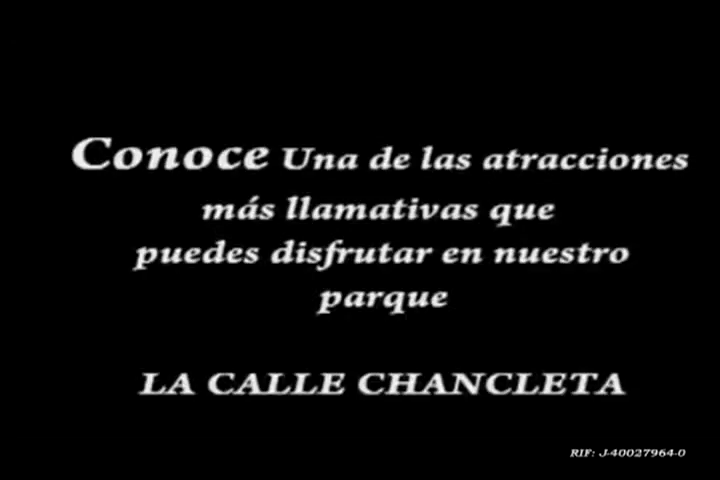 Conoce Una de las atracciones
más llamativas que
puedes disfrutar en nuestro
parque
LA CALLE CHANCLETA
RIF: J-40027964-0